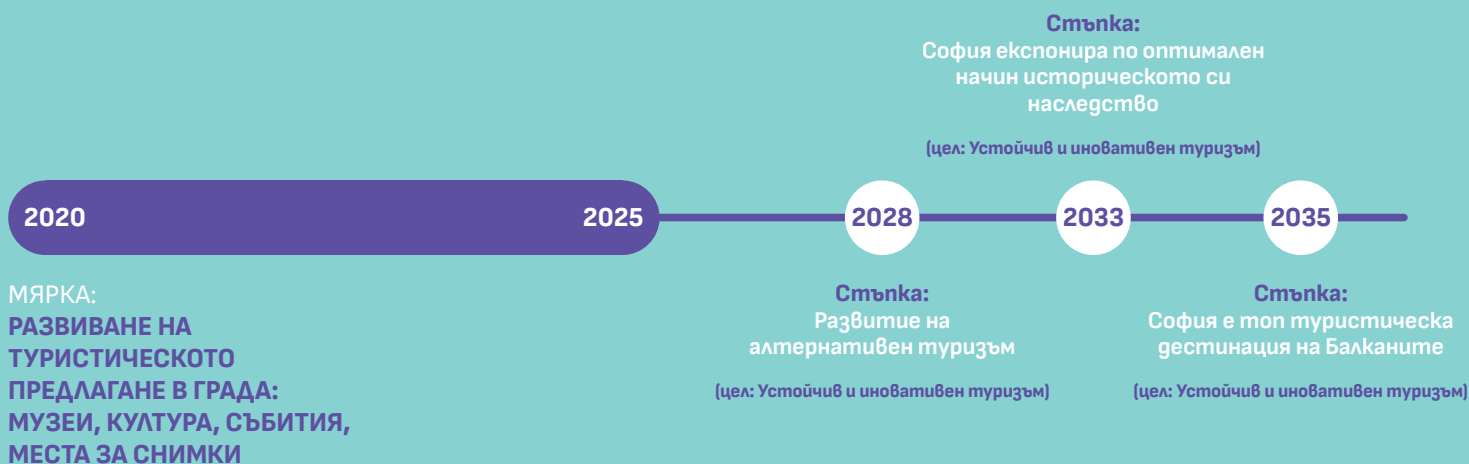 Стъпка:
София експонира по оптимален
начин историческото си
наследство
(цел: Устойчив и иновативен туризъм)
2020
2025
2028
2033
2035
МЯРКА:
РАЗВИВАНЕ НА
ТУРИСТИЧЕСКОТО
ПРЕДЛАГАНЕ В ГРАДА:
МУЗЕИ, КУЛТУРА, СЪБИТИЯ,
МЕСТА ЗА СНИМКИ
Стъпка:
Развитие на
алтернативен туризъм
(цел: Устойчив и иновативен туризъм)
Стъпка:
София е топ туристическа
дестинация на Балканите
(цел: Устойчив и иновативен туризъм)